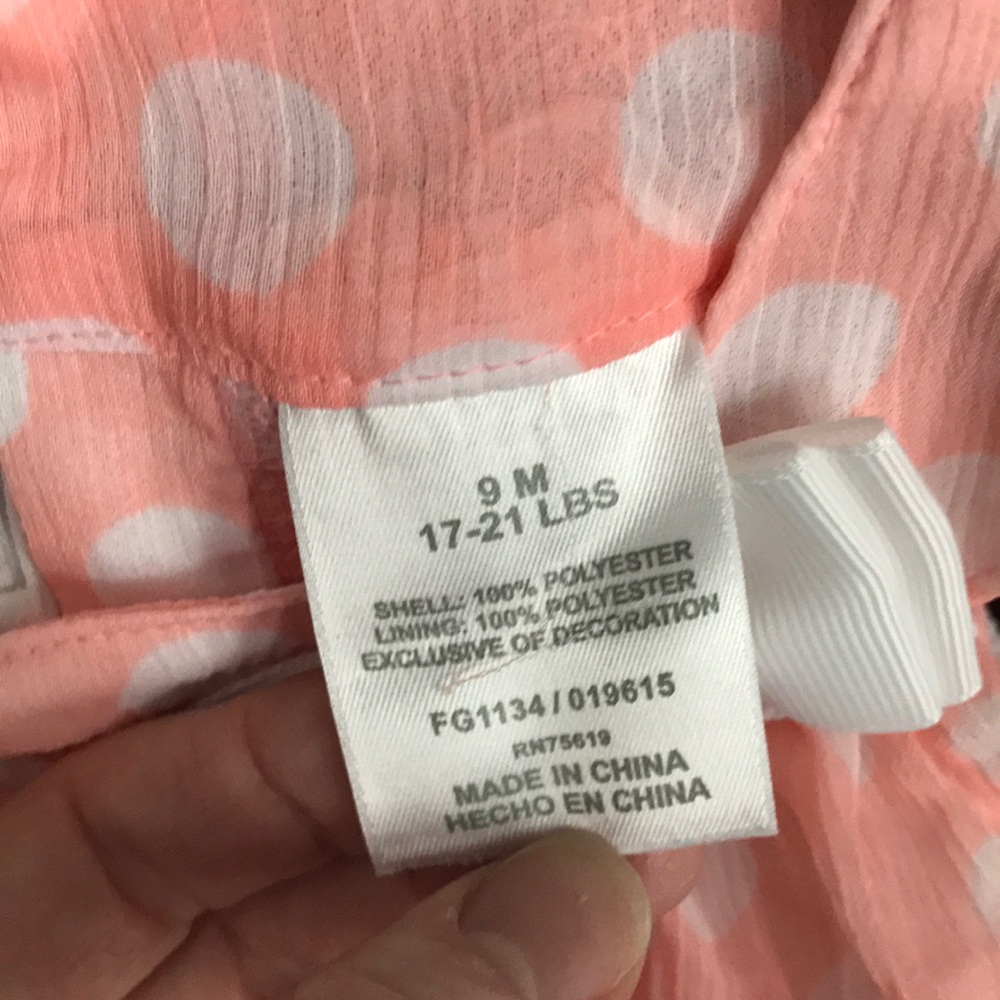 9 M
17-21 LBS
SHELL: 100% POLYESTER
LINING: 100% POLYESTER
EXCLUSIVE OF DECORATION
FG1134 / 019615
RN75619
MADE IN CHINA
HECHO EN CHINA